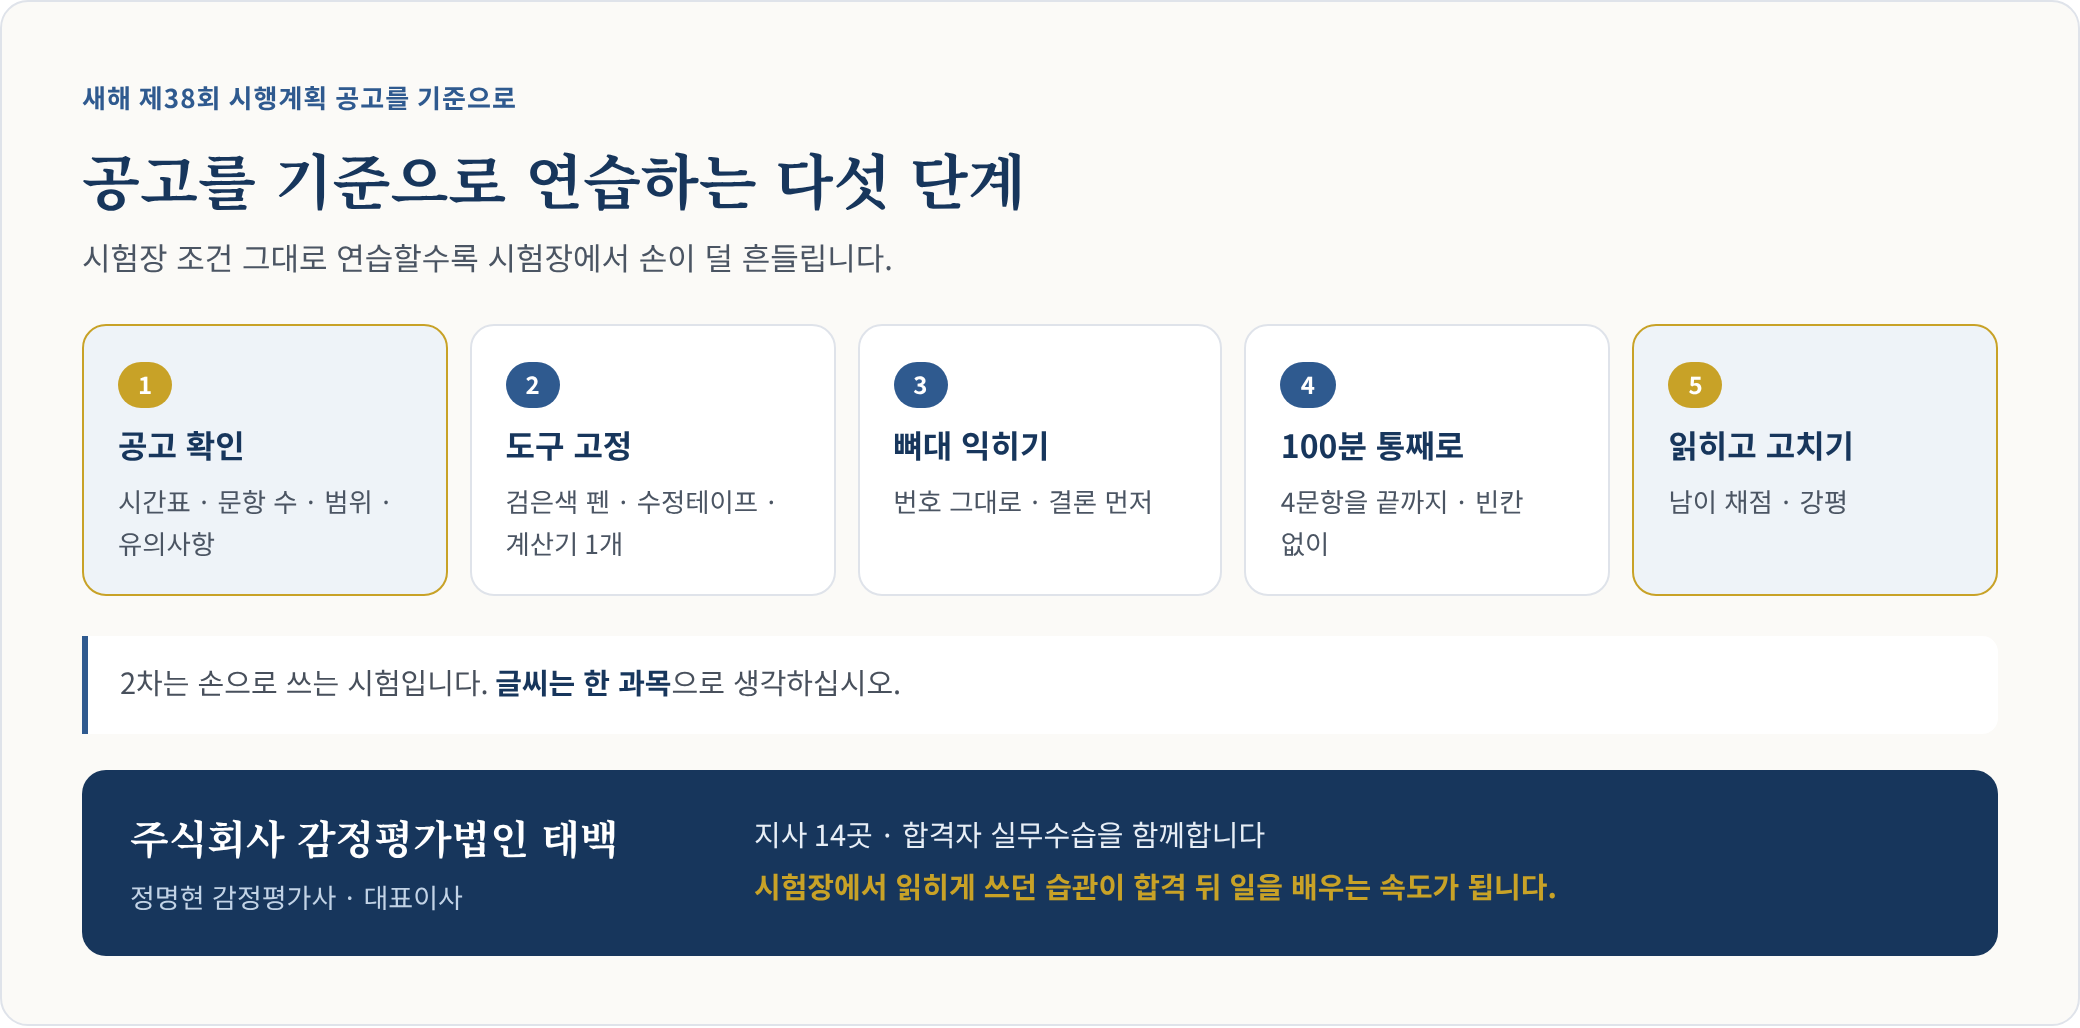 새해 제38회 시행계획 공고를 기준으로
공고를 기준으로 연습하는 다섯 단계
시험장 조건 그대로 연습할수록 시험장에서 손이 덜 흔들립니다.
1
공고 확인
시간표 · 문항 수 · 범위 ·
유의사항
2
도구 고정
검은색 펜 · 수정테이프 ·
계산기 1개
3
뼈대 익히기
번호 그대로 · 결론 먼저
4
100분 통째로
4문항을 끝까지 · 빈칸
없이
5
읽히고 고치기
남이 채점 · 강평
2차는 손으로 쓰는 시험입니다. 글씨는 한 과목으로 생각하십시오.
주식회사 감정평가법인 태백
정명현 감정평가사 · 대표이사
지사 14곳 · 합격자 실무수습을 함께합니다
시험장에서 읽히게 쓰던 습관이 합격 뒤 일을 배우는 속도가 됩니다.